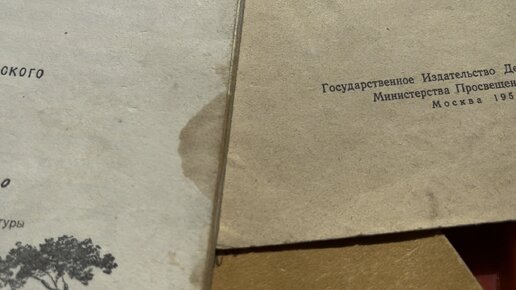 ского
о
туры
Государственное Издательство Де
Министерства Просвещен
Москва 195